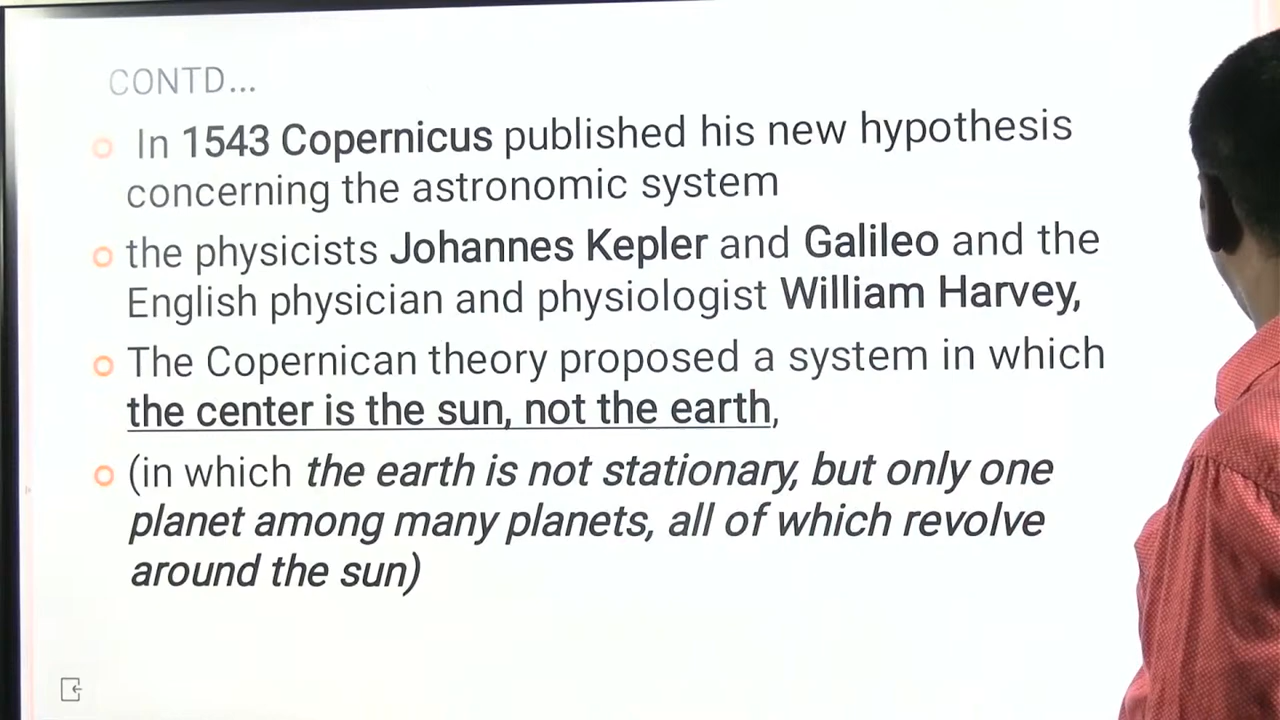 CONTD...
In 1543 Copernicus published his new hypothesis
concerning the astronomic system
the physicists Johannes Kepler and Galileo and the
English physician and physiologist William Harvey,
The Copernican theory proposed a system in which
the center is the sun, not the earth,
(in which the earth is not stationary, but only one
planet among many planets, all of which revolve
around the sun)